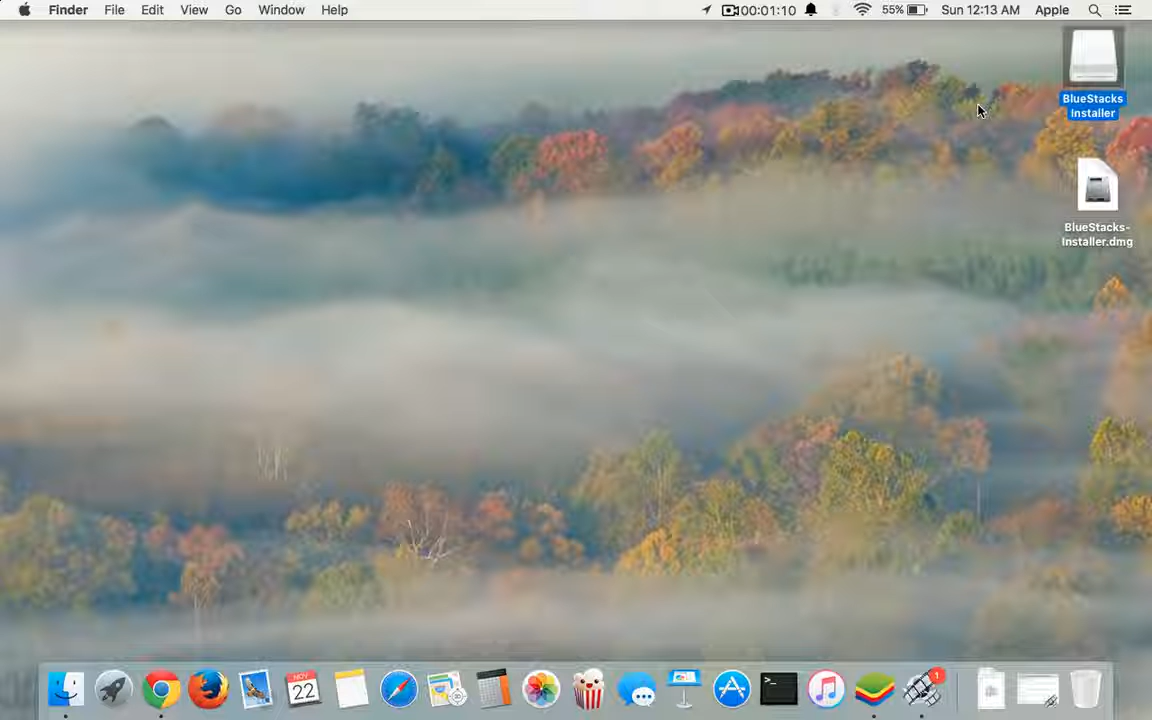 Finder File Edit View Go Window Help 00:01:10 55% Sun 12:13 AM Apple
BlueStacks
Installer
BlueStacks-
Installer.dmg
NOV
22
1
>_